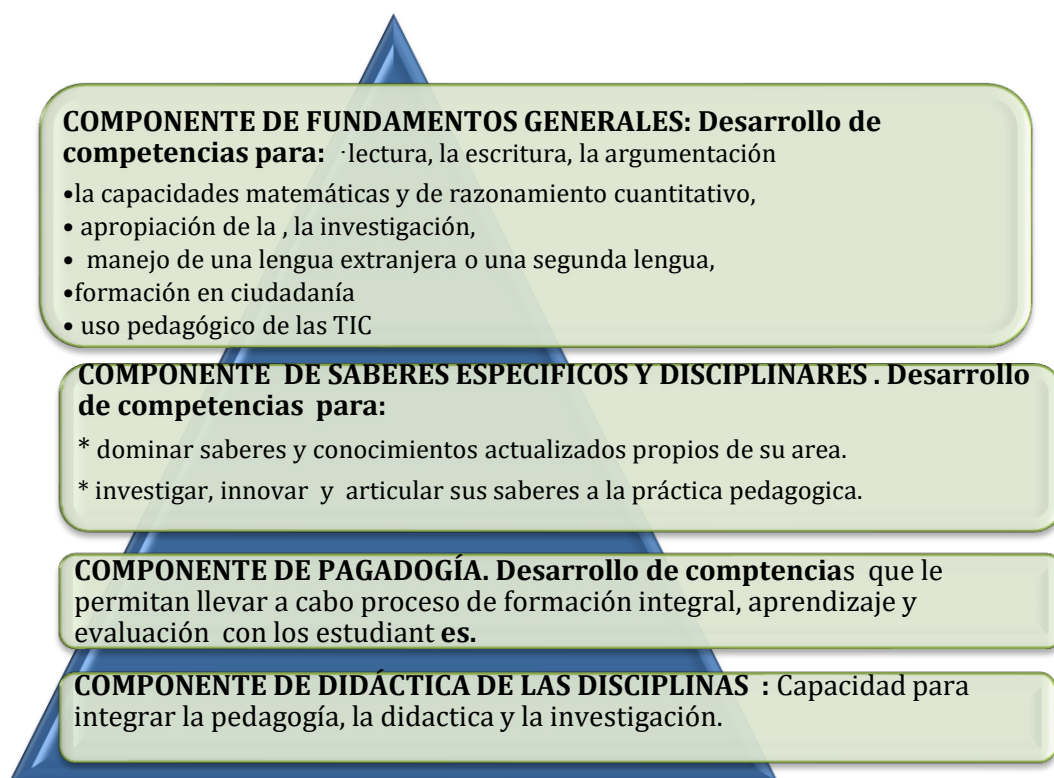 COMPONENTE DE FUNDAMENTOS GENERALES: Desarrollo de
competencias para: ·lectura, la escritura, la argumentación
•la capacidades matemáticas y de razonamiento cuantitativo,
• apropiación de la , la investigación,
• manejo de una lengua extranjera o una segunda lengua,
•formación en ciudadanía
• uso pedagógico de las TIC
COMPONENTE DE SABERES ESPECIFICOS Y DISCIPLINARES . Desarrollo
de competencias para:
* dominar saberes y conocimientos actualizados propios de su area.
* investigar, innovar y articular sus saberes a la práctica pedagogica.
COMPONENTE DE PAGADOGÍA. Desarrollo de comptencias que le
permitan llevar a cabo proceso de formación integral, aprendizaje y
evaluación con los estudiant es.
COMPONENTE DE DIDÁCTICA DE LAS DISCIPLINAS : Capacidad para
integrar la pedagogía, la didactica y la investigación.